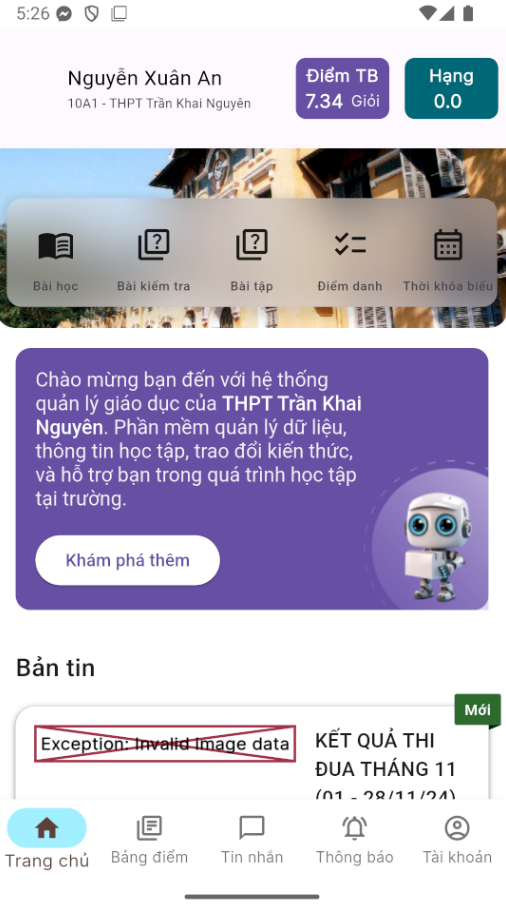 5:26
Nguyễn Xuân An
10A1 - THPT Trần Khai Nguyên
Điểm TB
7.34 Giỏi
Hạng
0.0
Bài học
Bài kiểm tra
Bài tập
Điểm danh
Thời khóa biểu
Chào mừng bạn đến với hệ thống
quản lý giáo dục của THPT Trần Khai
Nguyên. Phần mềm quản lý dữ liệu,
thông tin học tập, trao đổi kiến thức,
và hỗ trợ bạn trong quá trình học tập
tại trường.
Khám phá thêm
Bản tin
Mới
Exception: Invalid image data
KẾT QUẢ THI
ĐUA THÁNG 11
(01 - 28/11/24)
Trang chủ
Bảng điểm
Tin nhắn
Thông báo
Tài khoản